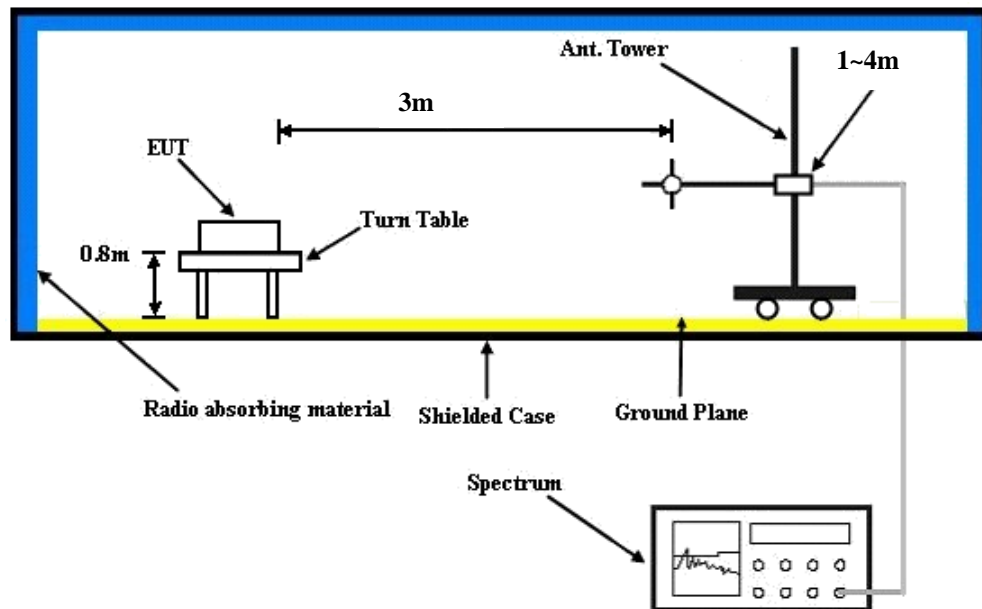 Ant. Tower
1~4m
3m
EUT
Turn Table
0.8m
Radio absorbing material
Shielded Case
Ground Plane
Spectrum